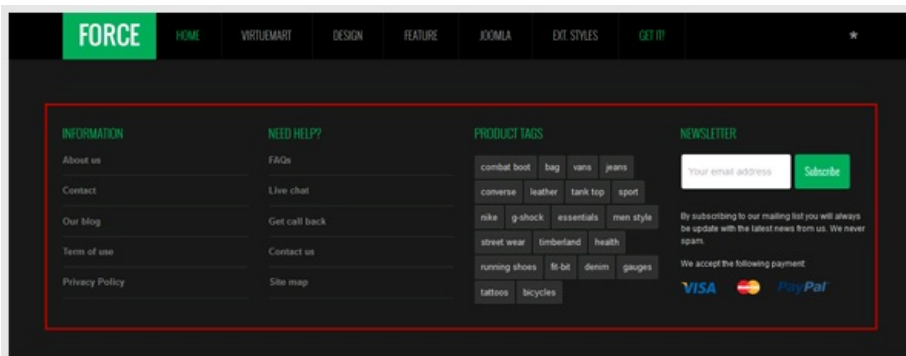 FORCE HOME VIRTUEMART DESIGN FEATURE JOOMLA EXT. STYLES GET IT! *
INFORMATION
About us
Contact
Our blog
Term of use
Privacy Policy
NEED HELP?
FAQs
Live chat
Get call back
Contact us
Site map
PRODUCT TAGS
combat boot bag vans jeans
converse leather tank top sport
nike g-shock essentials men style
street wear timberland health
running shoes fit-bit denim gauges
tattoos bicycles
NEWSLETTER
Your email address Subscribe
By subscribing to our mailing list you will always
be update with the latest news from us. We never
spam.
We accept the following payment:
VISA PayPal